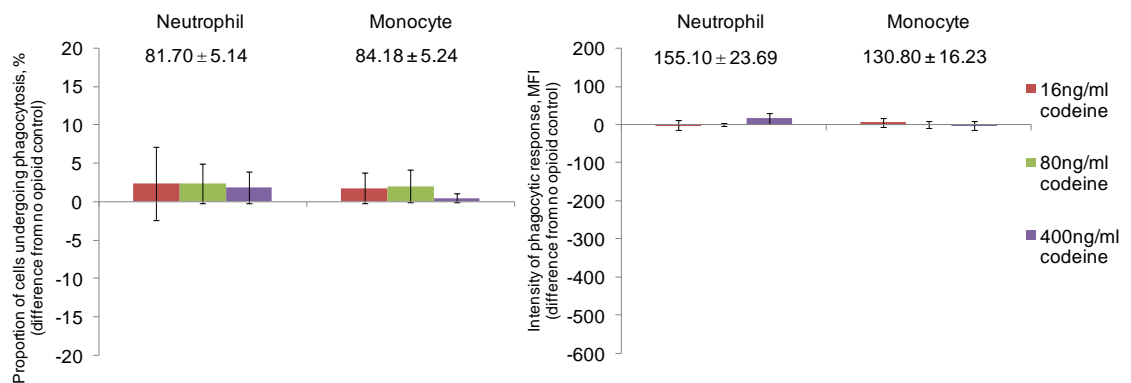 Neutrophil Monocyte
81.70 ± 5.14 84.18 ± 5.24
Proportion of cells undergoing phagocytosis, %
(difference from no opioid control)
20
15
10
5
0
-5
-10
-15
-20
Neutrophil Monocyte
155.10 ± 23.69 130.80 ± 16.23
Intensity of phagocytic response, MFI
(difference from no opioid control)
200
100
0
-100
-200
-300
-400
-500
-600
16ng/ml
codeine
80ng/ml
codeine
400ng/ml
codeine